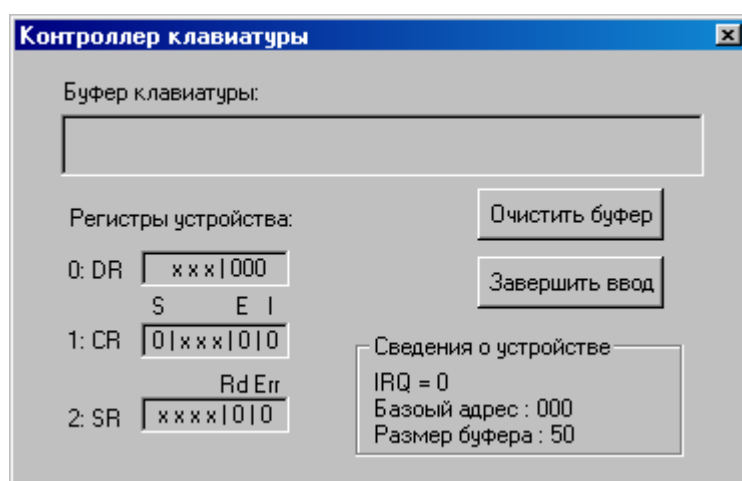 Контроллер клавиатуры
Буфер клавиатуры:
Регистры устройства:
Очистить буфер
0: DR xxx|000
Завершить ввод
S E I
1: CR 0|xxx|0|0
Rd Err
2: SR xxxx|0|0
Сведения о устройстве
IRQ = 0
Базоый адрес : 000
Размер буфера : 50